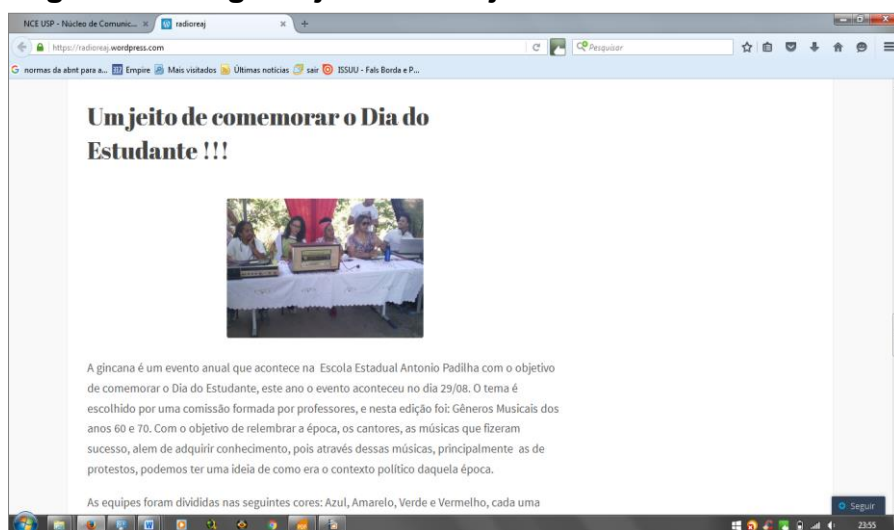 NCE USP - Núcleo de Comunic...
radioreaj
https://radioreaj.wordpress.com
Pesquisar
normas da abnt para a...
Empire
Mais visitados
Últimas notícias
sair
ISSUU - Fals Borda e P...
Um jeito de comemorar o Dia do
Estudante !!!
A gincana é um evento anual que acontece na Escola Estadual Antonio Padilha com o objetivo
de comemorar o Dia do Estudante, este ano o evento aconteceu no dia 29/08. O tema é
escolhido por uma comissão formada por professores, e nesta edição foi: Gêneros Musicais dos
anos 60 e 70. Com o objetivo de relembrar a época, os cantores, as músicas que fizeram
sucesso, alem de adquirir conhecimento, pois através dessas músicas, principalmente as de
protestos, podemos ter uma ideia de como era o contexto político daquela época.
As equipes foram divididas nas seguintes cores: Azul, Amarelo, Verde e Vermelho, cada uma
Seguir
23:55